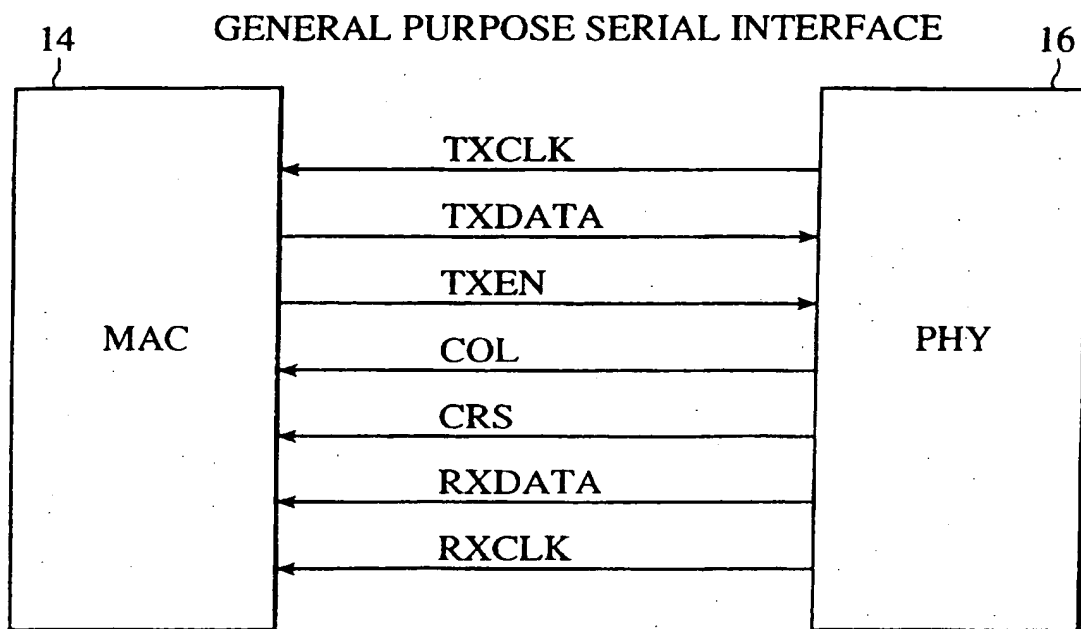 GENERAL PURPOSE SERIAL INTERFACE
14
16
TXCLK
TXDATA
TXEN
MAC
PHY
COL
CRS
RXDATA
RXCLK